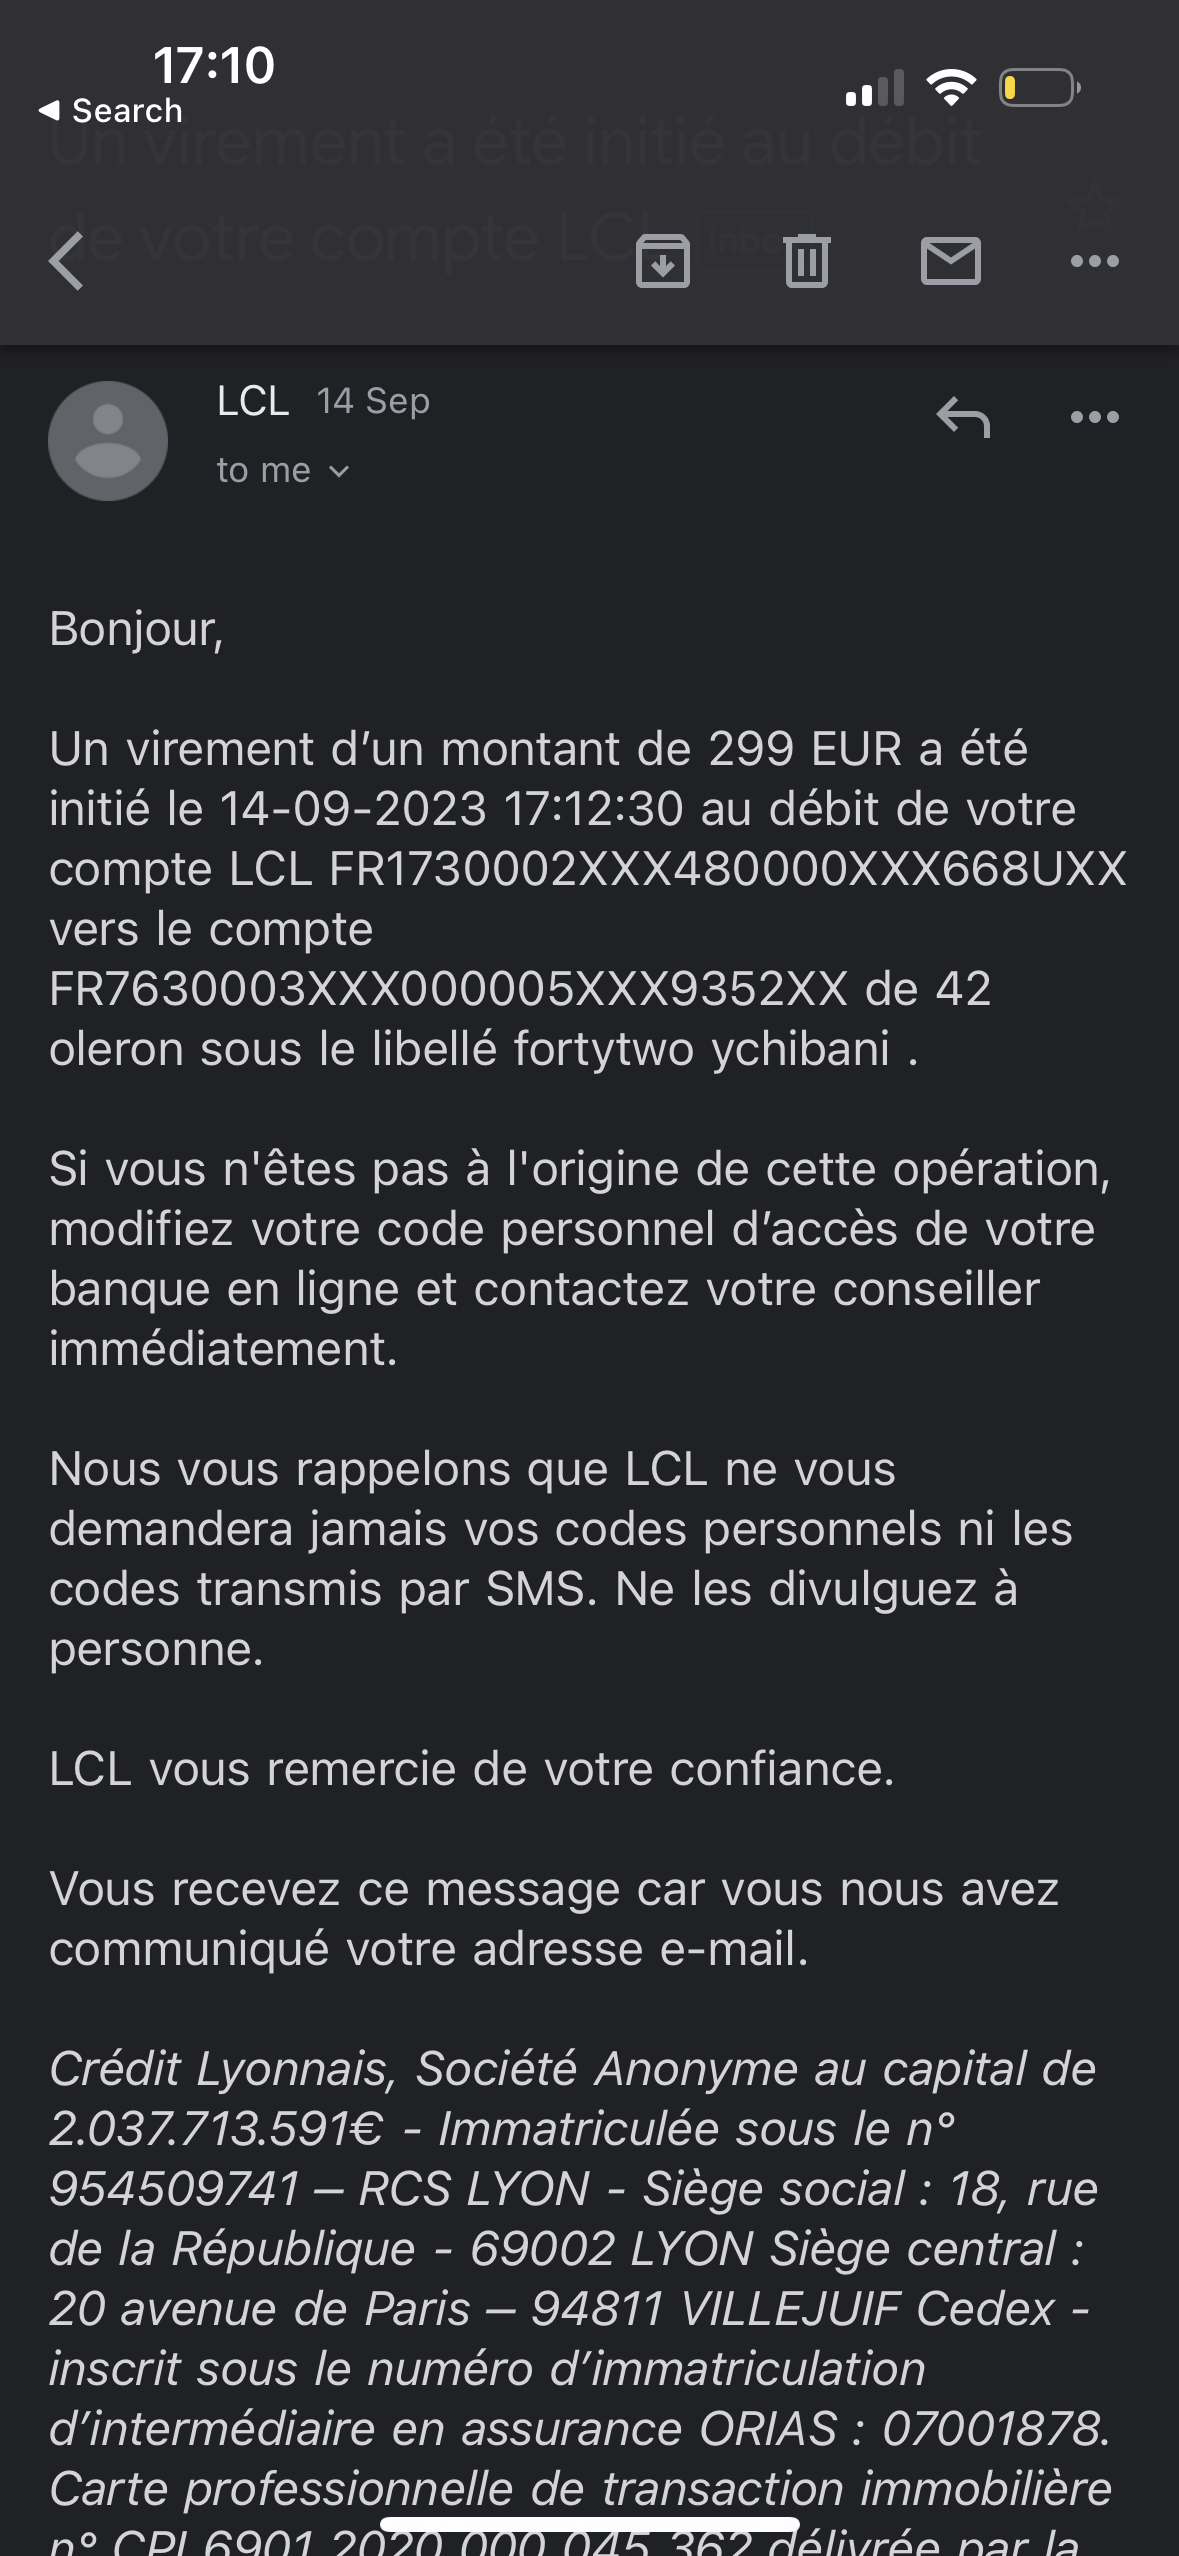 17:10
Search
Un virement a été initié au débit
de votre compte LCL Inbo
LCL 14 Sep
to me
Bonjour,
Un virement d’un montant de 299 EUR a été
initié le 14-09-2023 17:12:30 au débit de votre
compte LCL FR1730002XXX480000XXX668UXX
vers le compte
FR7630003XXX000005XXX9352XX de 42
oleron sous le libellé fortytwo ychibani .
Si vous n'êtes pas à l'origine de cette opération,
modifiez votre code personnel d’accès de votre
banque en ligne et contactez votre conseiller
immédiatement.
Nous vous rappelons que LCL ne vous
demandera jamais vos codes personnels ni les
codes transmis par SMS. Ne les divulguez à
personne.
LCL vous remercie de votre confiance.
Vous recevez ce message car vous nous avez
communiqué votre adresse e-mail.
Crédit Lyonnais, Société Anonyme au capital de
2.037.713.591€ - Immatriculée sous le n°
954509741 – RCS LYON - Siège social : 18, rue
de la République - 69002 LYON Siège central :
20 avenue de Paris – 94811 VILLEJUIF Cedex -
inscrit sous le numéro d’immatriculation
d’intermédiaire en assurance ORIAS : 07001878.
Carte professionnelle de transaction immobilière
n° CPI 6901 2020 000 045 362 délivrée par la